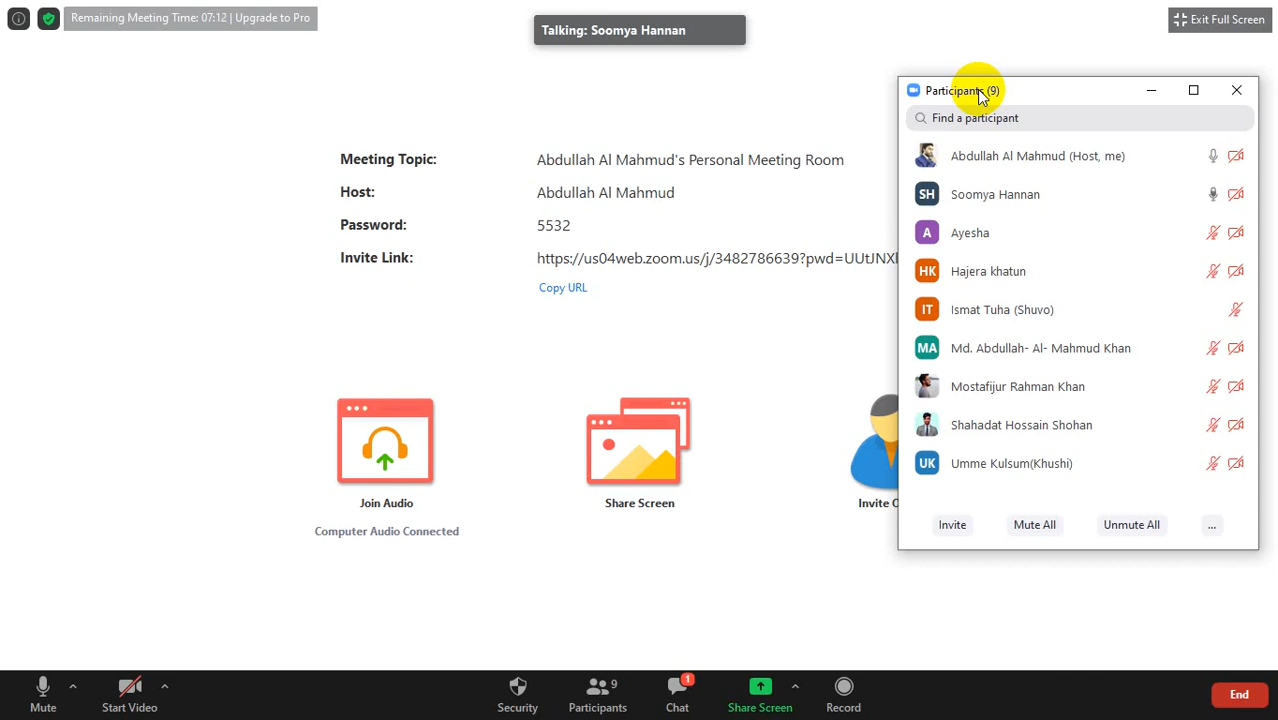 Remaining Meeting Time: 07:12 | Upgrade to Pro
Talking: Soomya Hannan
Exit Full Screen
Meeting Topic: Abdullah Al Mahmud's Personal Meeting Room
Host: Abdullah Al Mahmud
Password: 5532
Invite Link: https://us04web.zoom.us/j/3482786639?pwd=UUtJNX
Copy URL
Join Audio
Computer Audio Connected
Share Screen
Invite
Participants (9)
Find a participant
Abdullah Al Mahmud (Host, me)
SH Soomya Hannan
A Ayesha
HK Hajera khatun
IT Ismat Tuha (Shuvo)
MA Md. Abdullah- Al- Mahmud Khan
Mostafijur Rahman Khan
Shahadat Hossain Shohan
UK Umme Kulsum(Khushi)
Invite Mute All Unmute All ...
Mute
Start Video
Security
9
Participants
1
Chat
Share Screen
Record
End